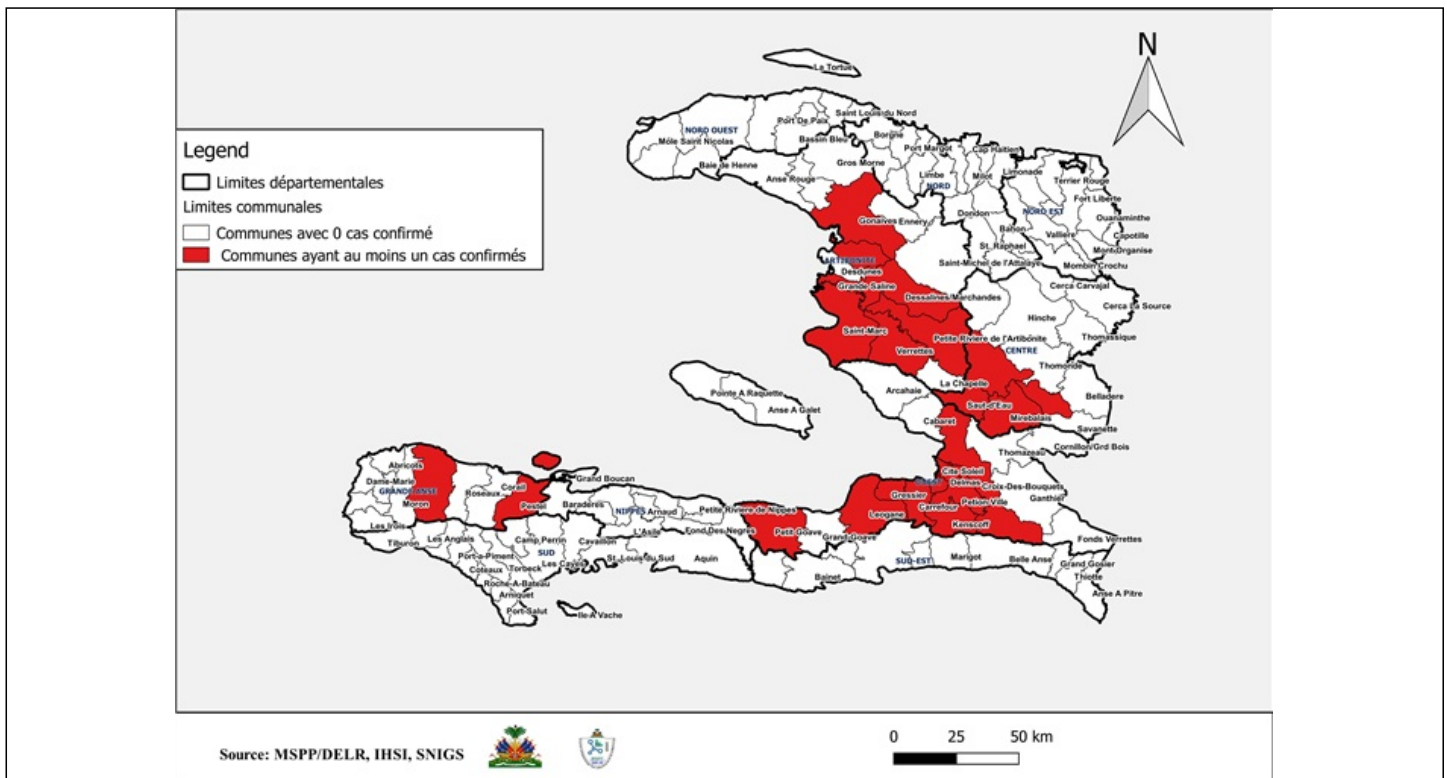 N
La Tortue
Saint Louis du Nord
Port De Paix
NORD OUEST
Môle Saint Nicolas
Bassin Bleu
Borgne
Port Margot
Cap Haitien
Baie de Henne
Gros Morne
Limbe
Milot
Limonade
Terrier Rouge
Anse Rouge
NORD
Fort Liberte
NORD EST
Ouanaminthe
Gonaives
Ennery
Dondon
Bahon
Valliere
Capotille
St. Raphael
Mont-Organise
Saint-Michel de l'Attalaye
Mombin Crochu
ARTIBONITE
Desdunes
Grande Saline
Cerca Carvajal
Dessalines/Marchandes
Cerca La Source
Hinche
Saint-Marc
Petite Riviere de l'Artibonite
Thomassique
Verrettes
CENTRE
Thomonde
La Chapelle
Arcahaie
Belladere
Pointe A Raquette
Anse A Galet
Saut-d'Eau
Mirebalais
Cabaret
Savanette
Cornillon/Grd Bois
Thomazeau
Cite Soleil
Delmas
Croix-Des-Bouquets
Ganthier
Gressier
Carrefour
Petion Ville
Leogane
Kenscoff
Fonds Verrettes
Abricots
Dame-Marie
GRANDE ANSE
Moron
Roseaux
Corail
Pestel
Grand Boucan
Baraderes
NIPPES
Arnaud
Petite Riviere de Nippes
Petit Goave
Grand-Goave
Les Irois
Tiburon
Les Anglais
Camp Perrin
Cavaillon
L'Asile
Fond Des Negres
SUD
Port-a-Piment
Les Cayes
St. Louis du Sud
Aquin
Coteaux
Torbeck
Roche-A-Bateau
Arniquet
Port-Salut
Ile A Vache
Bainet
SUD-EST
Marigot
Belle Anse
Grand Gosier
Thiotte
Anse A Pitre
Legend
Limites départementales
Limites communales
Communes avec 0 cas confirmé
Communes ayant au moins un cas confirmés
Source: MSPP/DELR, IHSI, SNIGS
0 25 50 km